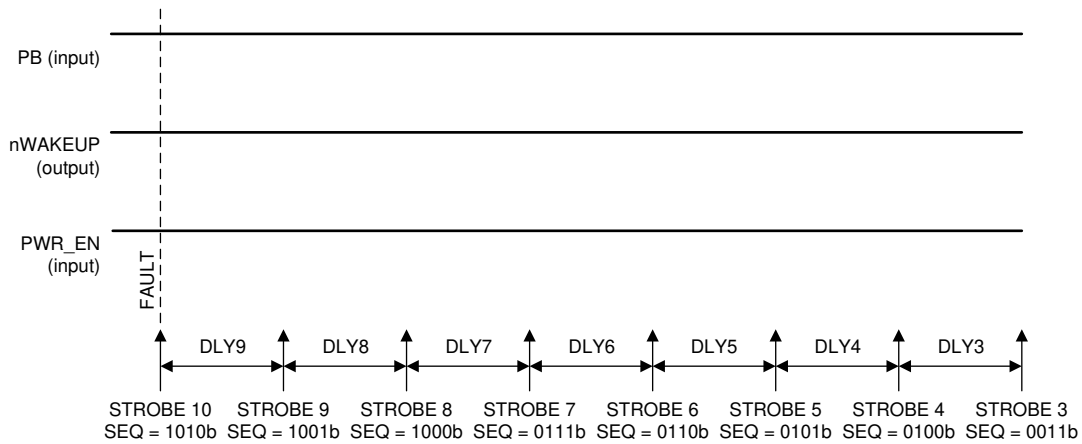 PB (input)
nWAKEUP
(output)
PWR_EN
(input)
FAULT
DLY9 DLY8 DLY7 DLY6 DLY5 DLY4 DLY3
STROBE 10 STROBE 9 STROBE 8 STROBE 7 STROBE 6 STROBE 5 STROBE 4 STROBE 3
SEQ = 1010b SEQ = 1001b SEQ = 1000b SEQ = 0111b SEQ = 0110b SEQ = 0101b SEQ = 0100b SEQ = 0011b